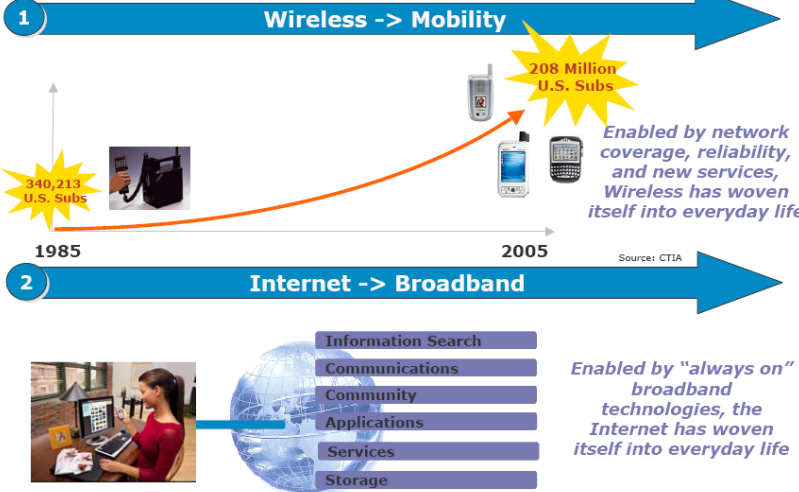 1
Wireless -> Mobility
208 Million
U.S. Subs
Enabled by network
coverage, reliability,
and new services,
Wireless has woven
itself into everyday life
340,213
U.S. Subs
1985
2005
Source: CTIA
2
Internet -> Broadband
Information Search
Communications
Community
Applications
Services
Storage
Enabled by “always on”
broadband
technologies, the
Internet has woven
itself into everyday life